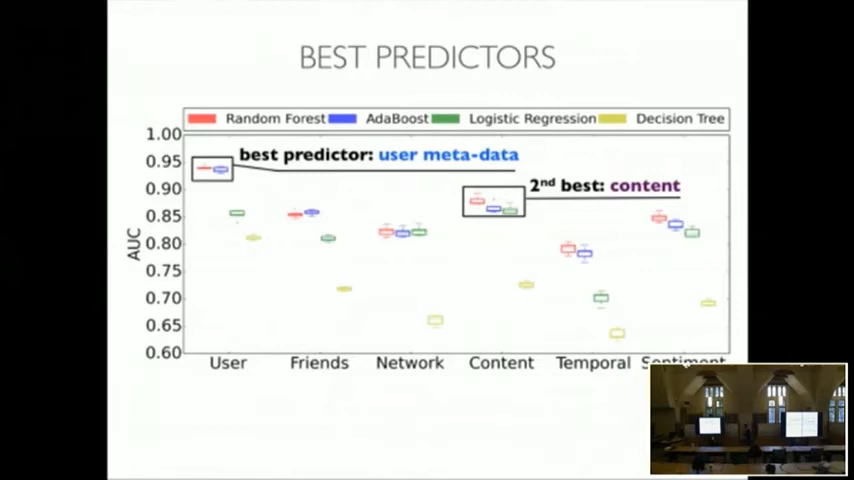 BEST PREDICTORS
Random Forest AdaBoost Logistic Regression Decision Tree
1.00
0.95
0.90
0.85
0.80
0.75
0.70
0.65
0.60
AUC
best predictor: user meta-data
2nd best: content
User Friends Network Content Temporal Sentiment